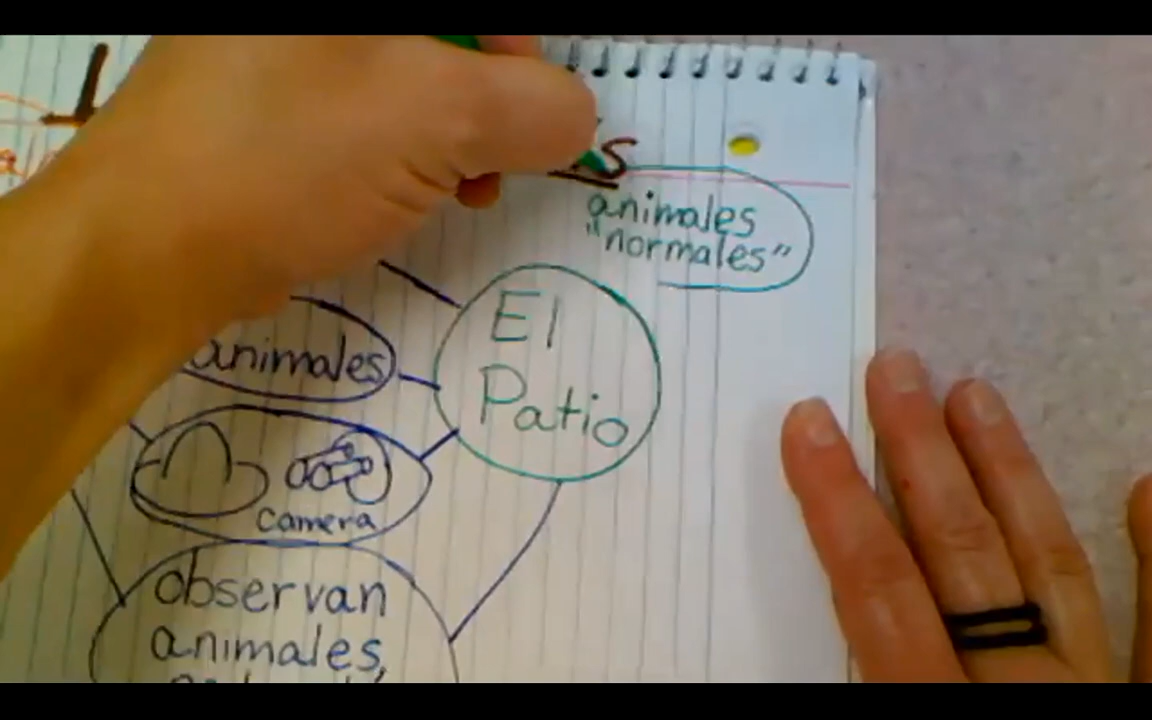 animales
"normales"
El
Patio
animales
camera
observan
animales,